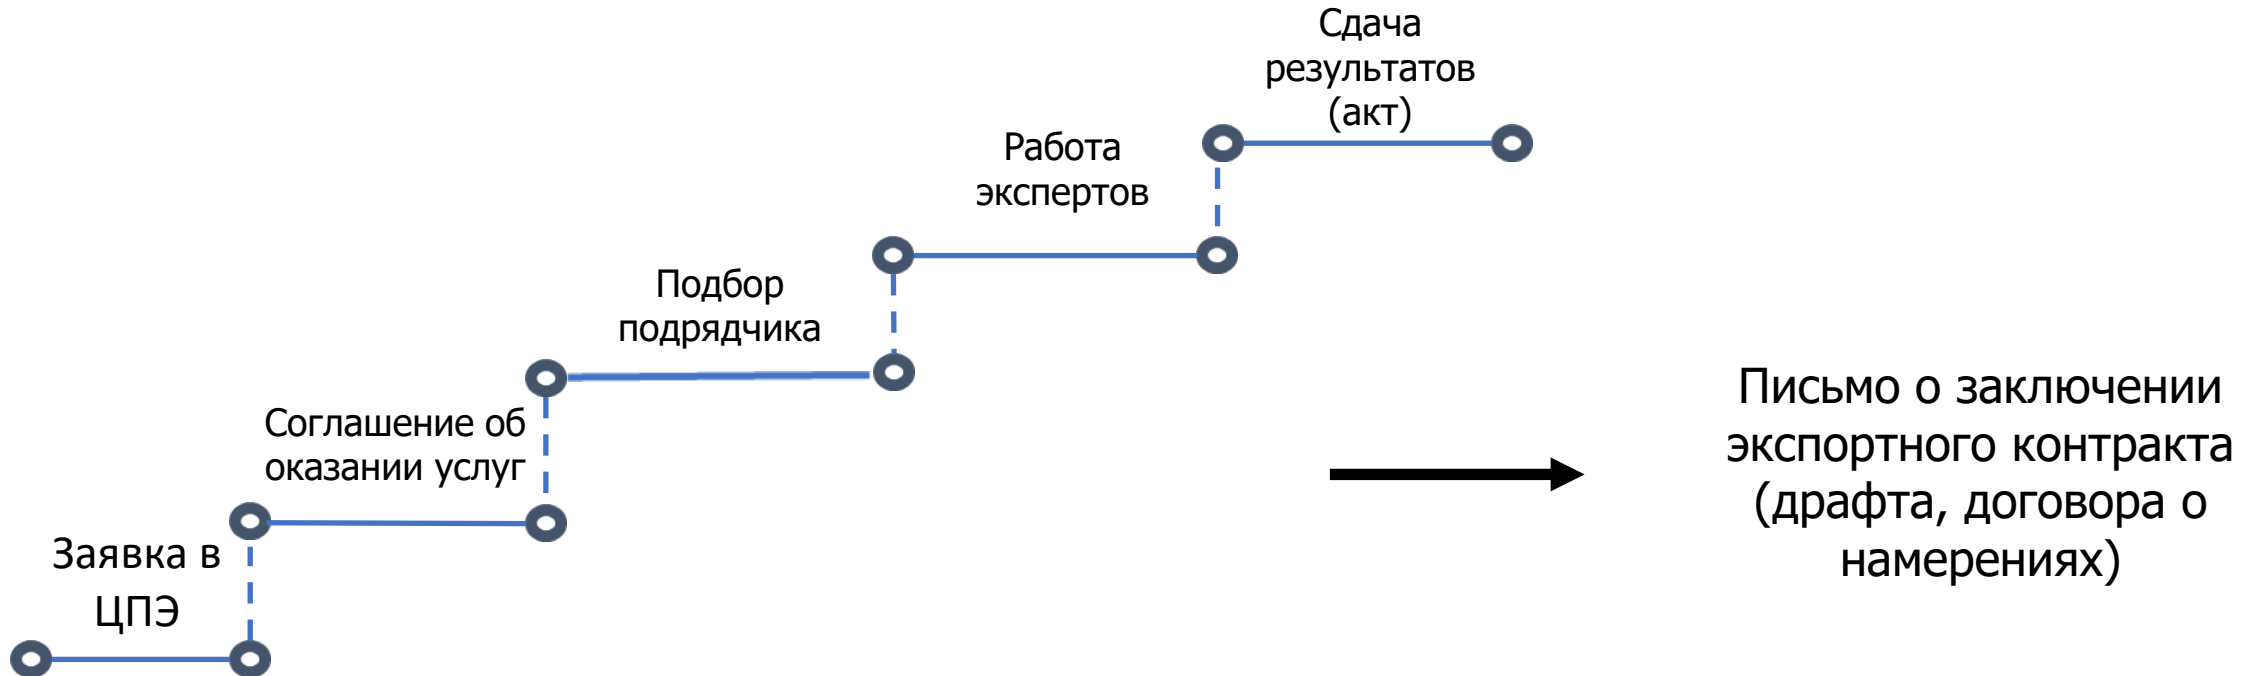 Заявка в
ЦПЭ
Соглашение об
оказании услуг
Подбор
подрядчика
Работа
экспертов
Сдача
результатов
(акт)
Письмо о заключении
экспортного контракта
(драфта, договора о
намерениях)